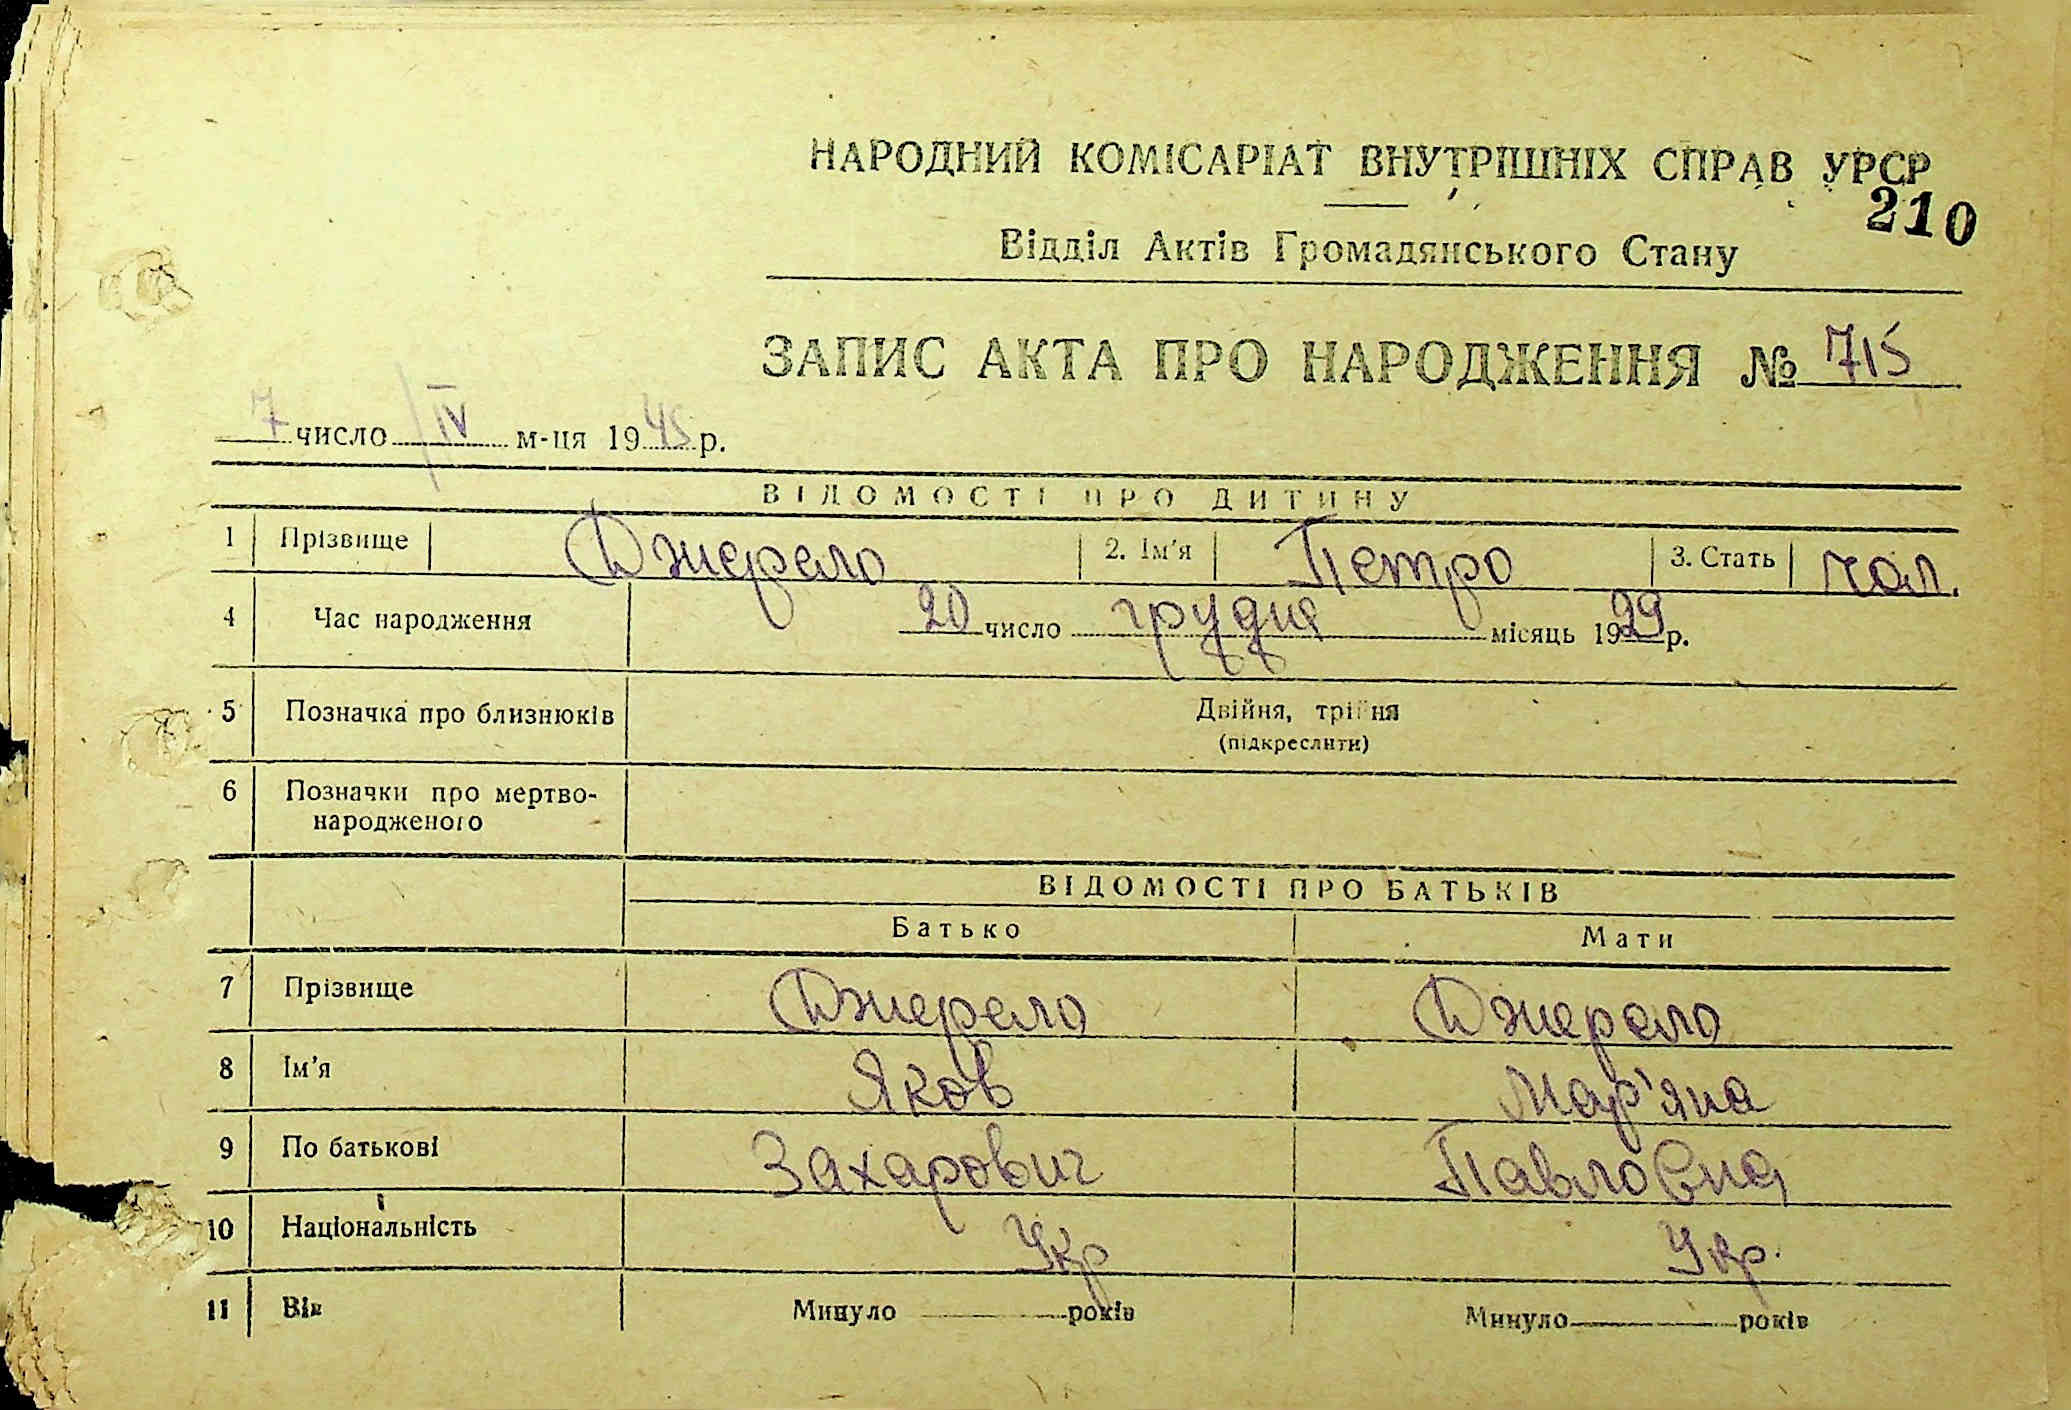 НАРОДНИЙ КОМІСАРІАТ ВНУТРІШНІХ СПРАВ УРСР
210
Відділ Актів Громадянського Стану
ЗАПИС АКТА ПРО НАРОДЖЕННЯ № 715
7 число IV м-ця 1945 р.
ВІДОМОСТІ ПРО ДИТИНУ
1 Прізвище Джерело 2. Ім'я Петро 3. Стать чол.
4 Час народження 20 число грудня місяць 1929 р.
5 Позначка про близнюків Двійня, трійня
(підкреслити)
6 Позначки про мертво-
народженого
ВІДОМОСТІ ПРО БАТЬКІВ
Батько Мати
7 Прізвище Джерело Джерело
8 Ім'я Яков Мар'яна
9 По батькові Захарович Павловна
10 Національність Укр Укр.
11 Вік Минуло років Минуло років